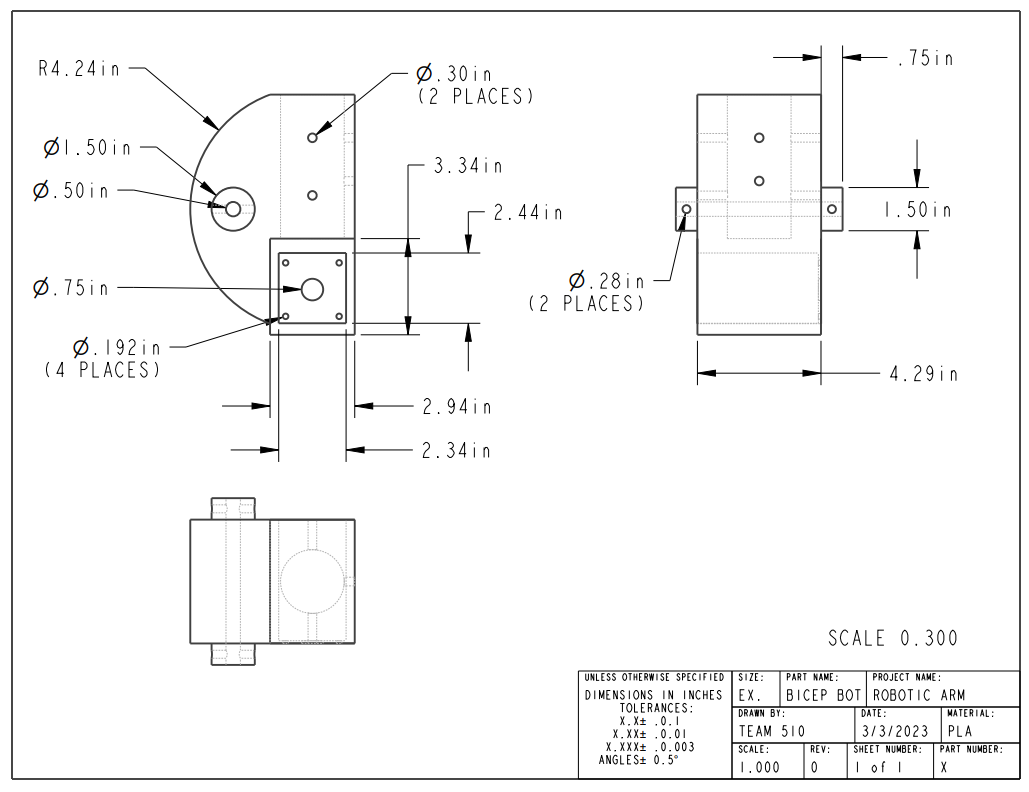 R4.24in
Ø.30in
(2 PLACES)
.75in
Ø1.50in
3.34in
Ø.50in
2.44in
1.50in
Ø.75in
Ø.28in
(2 PLACES)
Ø.192in
(4 PLACES)
4.29in
2.94in
2.34in
SCALE 0.300
UNLESS OTHERWISE SPECIFIED
DIMENSIONS IN INCHES
TOLERANCES:
X.X± .0.1
X.XX± .0.01
X.XXX± .0.003
ANGLES± 0.5°
SIZE: PART NAME: PROJECT NAME:
EX. BICEP BOT ROBOTIC ARM
DRAWN BY: DATE: MATERIAL:
TEAM 510 3/3/2023 PLA
SCALE: REV: SHEET NUMBER: PART NUMBER:
1.000 0 1 of 1 X